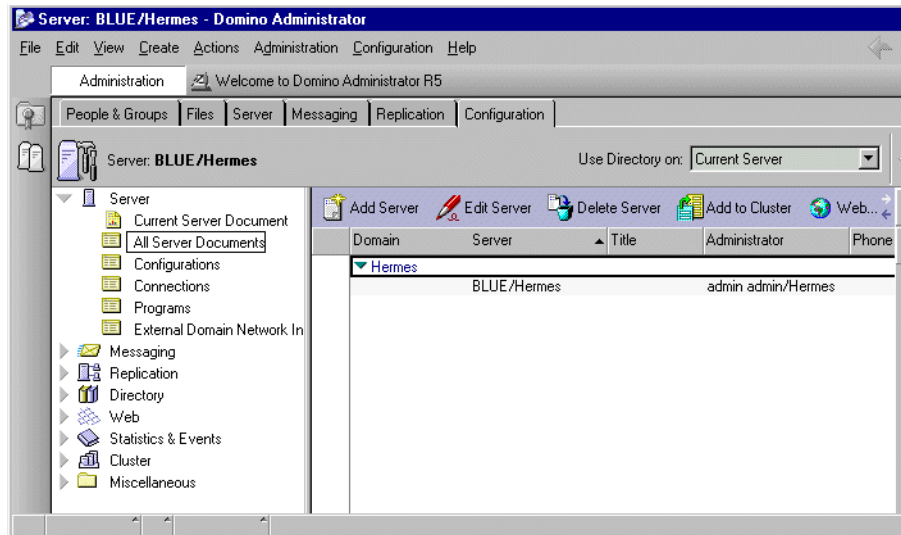 Server: BLUE/Hermes - Domino Administrator
File Edit View Create Actions Administration Configuration Help
Administration Welcome to Domino Administrator R5
People & Groups Files Server Messaging Replication Configuration
Server: BLUE/Hermes Use Directory on: Current Server
Server
Current Server Document
All Server Documents
Configurations
Connections
Programs
External Domain Network In
Messaging
Replication
Directory
Web
Statistics & Events
Cluster
Miscellaneous
Add Server Edit Server Delete Server Add to Cluster Web...
Domain Server Title Administrator Phone
Hermes
BLUE/Hermes admin admin/Hermes